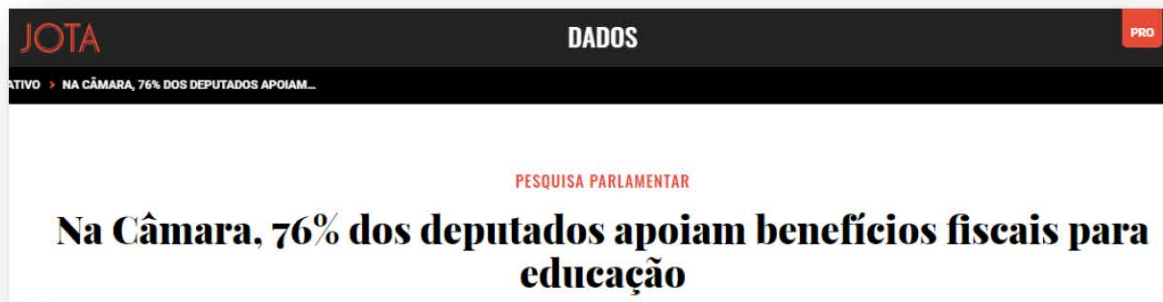 JOTA
DADOS
PRO
ATIVO > NA CÂMARA, 76% DOS DEPUTADOS APOIAM...
PESQUISA PARLAMENTAR
Na Câmara, 76% dos deputados apoiam benefícios fiscais para
educação